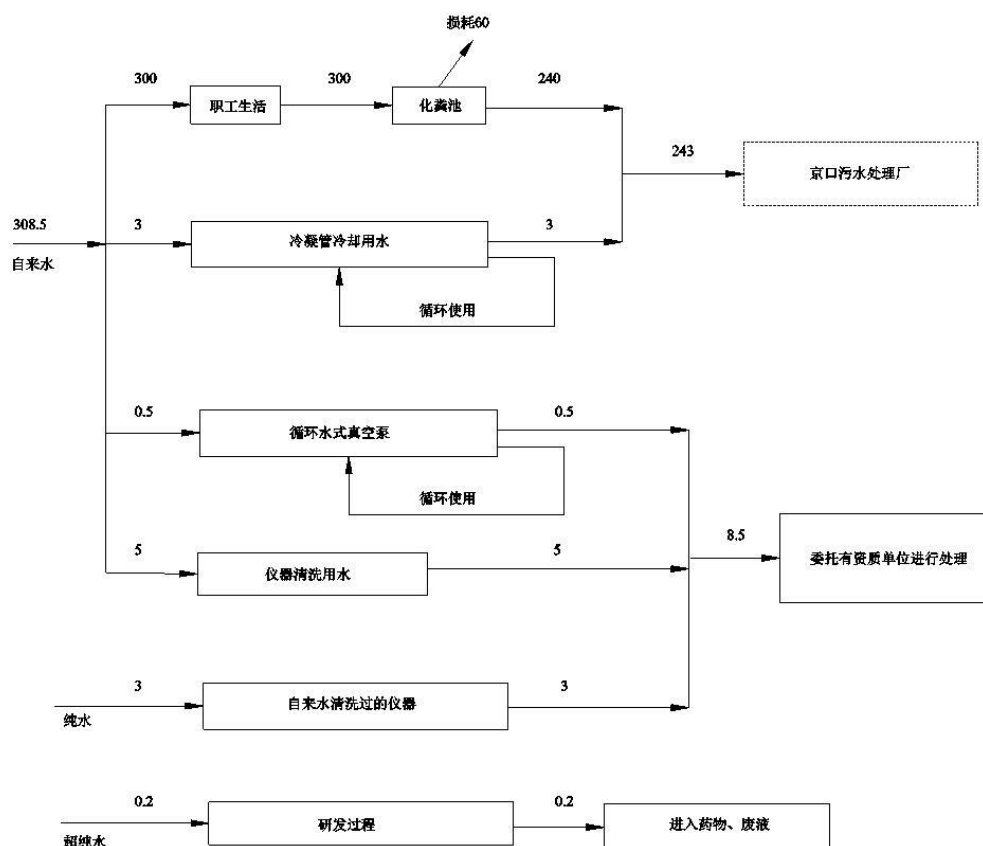 损耗60
300
300
240
职工生活
化粪池
243
京口污水处理厂
308.5
自来水
3
冷凝管冷却用水
3
循环使用
0.5
循环水式真空泵
0.5
循环使用
5
仪器清洗用水
5
8.5
委托有资质单位进行处理
3
纯水
自来水清洗过的仪器
3
0.2
超纯水
研发过程
0.2
进入药物、废液